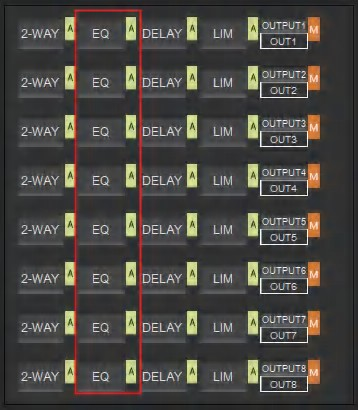 2-WAY A EQ A DELAY A LIM A OUTPUT1 M
OUT1
2-WAY A EQ A DELAY A LIM A OUTPUT2 M
OUT2
2-WAY A EQ A DELAY A LIM A OUTPUT3 M
OUT3
2-WAY A EQ A DELAY A LIM A OUTPUT4 M
OUT4
2-WAY A EQ A DELAY A LIM A OUTPUT5 M
OUT5
2-WAY A EQ A DELAY A LIM A OUTPUT6 M
OUT6
2-WAY A EQ A DELAY A LIM A OUTPUT7 M
OUT7
2-WAY A EQ A DELAY A LIM A OUTPUT8 M
OUT8